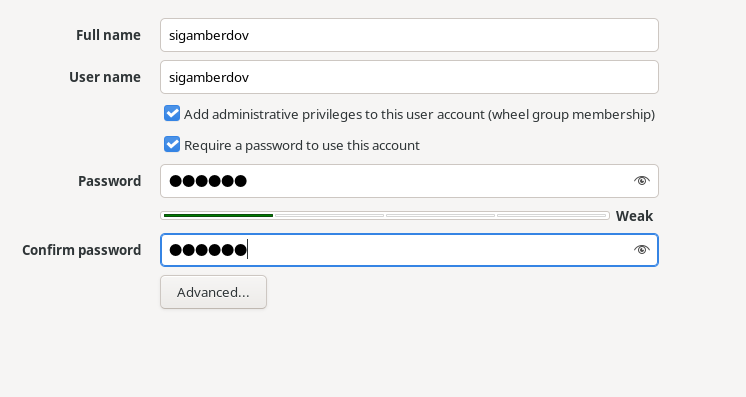 Full name sigamberdov
User name sigamberdov
Add administrative privileges to this user account (wheel group membership)
Require a password to use this account
Password ●●●●●●
Weak
Confirm password ●●●●●●
Advanced...